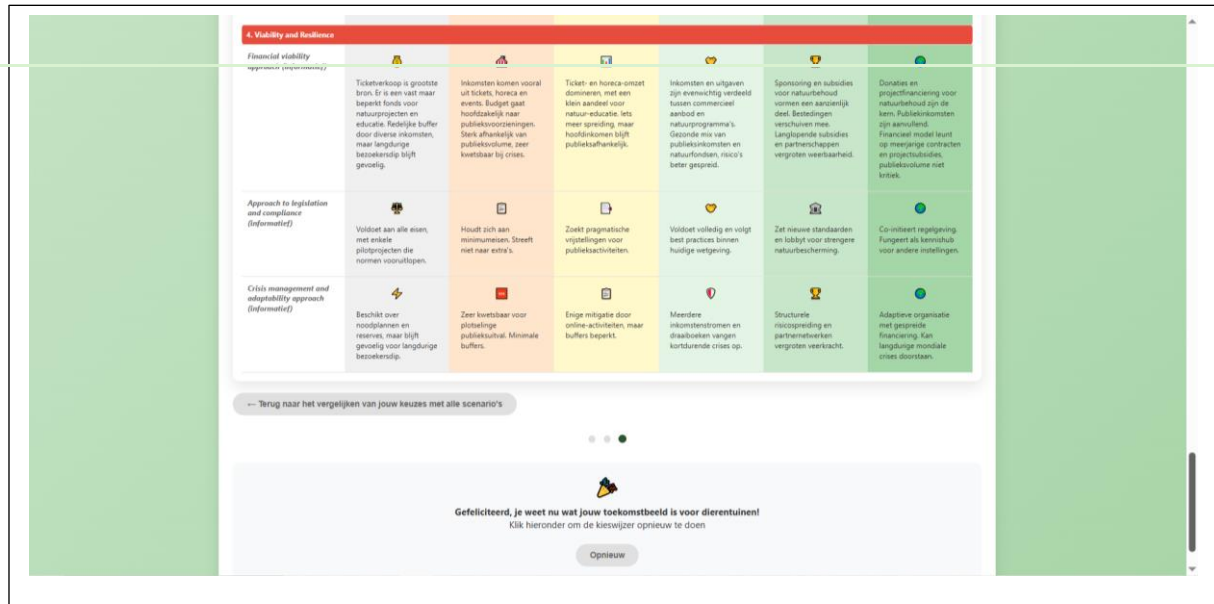 4. Viability and Resilience
Financial viability
approach (informatief)
Ticketverkoop is grootste
bron. Er is een vast maar
beperkt fonds voor
natuurprojecten en
educatie. Redelijke buffer
door diverse inkomsten,
maar langdurige
bezoekersdip blijft
gevoelig.
Inkomsten komen vooral
uit tickets, horeca en
events. Budget gaat
hoofdzakelijk naar
publieksvoorzieningen.
Sterk afhankelijk van
publieksvolume, zeer
kwetsbaar bij crises.
Ticket- en horeca-omzet
domineren, met een
klein aandeel voor
natuur-educatie. Iets
meer spreiding, maar
hoofdinkomen blijft
publieksafhankelijk.
Inkomsten en uitgaven
zijn evenwichtig verdeeld
tussen commercieel
aanbod en
natuurprogramma's.
Gezonde mix van
publieksinkomsten en
natuurfondsen, risico's
beter gespreid.
Sponsoring en subsidies
voor natuurbehoud
vormen een aanzienlijk
deel. Bestedingen
verschuiven mee.
Langlopende subsidies
en partnerschappen
vergroten weerbaarheid.
Donaties en
projectfinanciering voor
natuurbehoud zijn de
kern. Publiekinkomsten
zijn aanvullend.
Financieel model leunt
op meerjarige contracten
en projectsubsidies,
publieksvolume niet
kritiek.
Approach to legislation
and compliance
(informatief)
Voldoet aan alle eisen,
met enkele
pilotprojecten die
normen vooruitlopen.
Houdt zich aan
minimumeisen. Streeft
niet naar extra's.
Zoekt pragmatische
vrijstellingen voor
publieksactiviteiten.
Voldoet volledig en volgt
best practices binnen
huidige wetgeving.
Zet nieuwe standaarden
en lobbyt voor strengere
natuurbescherming.
Co-initieert regelgeving.
Fungeert als kennishub
voor andere instellingen.
Crisis management and
adaptability approach
(informatief)
Beschikt over
noodplannen en
reserves, maar blijft
gevoelig voor langdurige
bezoekersdip.
Zeer kwetsbaar voor
plotselinge
publieksuitval. Minimale
buffers.
Enige mitigatie door
online-activiteiten, maar
buffers beperkt.
Meerdere
inkomstenstromen en
draaiboeken vangen
kortdurende crises op.
Structurele
risicospreiding en
partnernetwerken
vergroten veerkracht.
Adaptieve organisatie
met gespreide
financiering. Kan
langdurige mondiale
crises doorstaan.
← Terug naar het vergelijken van jouw keuzes met alle scenario's
Gefeliciteerd, je weet nu wat jouw toekomstbeeld is voor dierentuinen!
Klik hieronder om de kieswijzer opnieuw te doen
Opnieuw